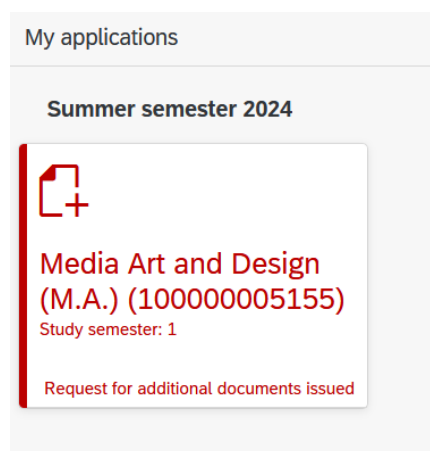 My applications
Summer semester 2024
Media Art and Design
(M.A.) (100000005155)
Study semester: 1
Request for additional documents issued